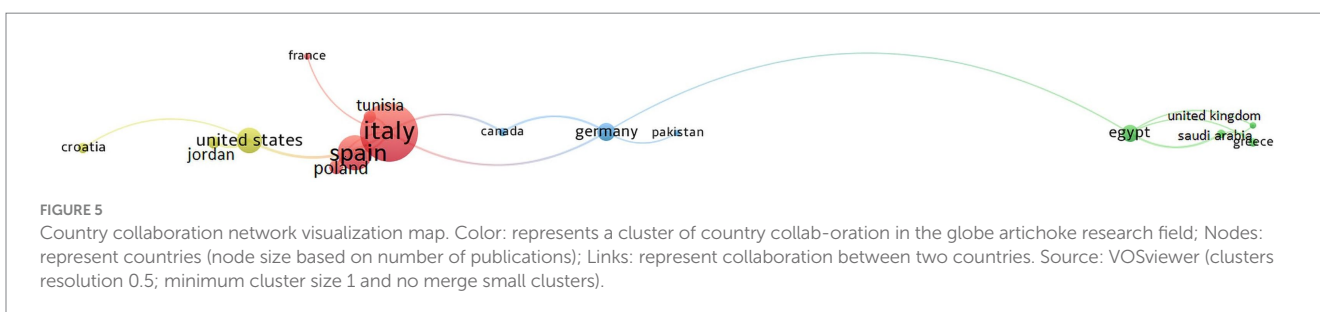 france
tunisia
italy
united states
jordan
croatia
spain
poland
canada
germany
pakistan
egypt
united kingdom
saudi arabia
greece
FIGURE 5
Country collaboration network visualization map. Color: represents a cluster of country collab-oration in the globe artichoke research field; Nodes:
represent countries (node size based on number of publications); Links: represent collaboration between two countries. Source: VOSviewer (clusters
resolution 0.5; minimum cluster size 1 and no merge small clusters).